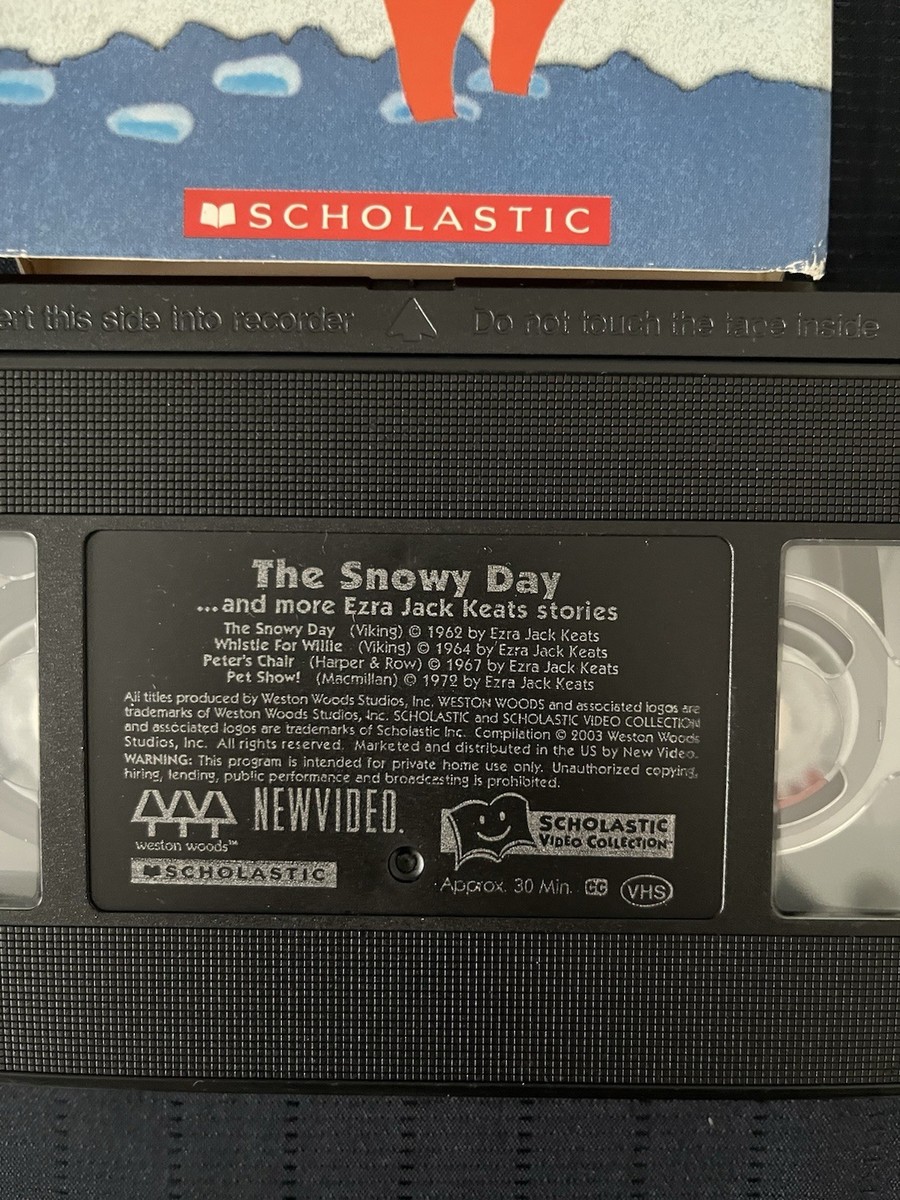 SCHOLASTIC
ert this side into recorder Do not touch the tape inside
The Snowy Day
...and more Ezra Jack Keats stories
The Snowy Day (Viking) © 1962 by Ezra Jack Keats
Whistle For Willie (Viking) © 1964 by Ezra Jack Keats
Peter's Chair (Harper & Row) © 1967 by Ezra Jack Keats
Pet Show! (Macmillan) © 1972 by Ezra Jack Keats
All titles produced by Weston Woods Studios, Inc. WESTON WOODS and associated logos are
trademarks of Weston Woods Studios, Inc. SCHOLASTIC and SCHOLASTIC VIDEO COLLECTION
and associated logos are trademarks of Scholastic Inc. Compilation © 2003 Weston Woods
Studios, Inc. All rights reserved. Marketed and distributed in the US by New Video.
WARNING: This program is intended for private home use only. Unauthorized copying,
hiring, lending, public performance and broadcasting is prohibited.
weston woods™
NEWVIDEO.
SCHOLASTIC
VIDEO COLLECTION
SCHOLASTIC
Approx. 30 Min. CC VHS